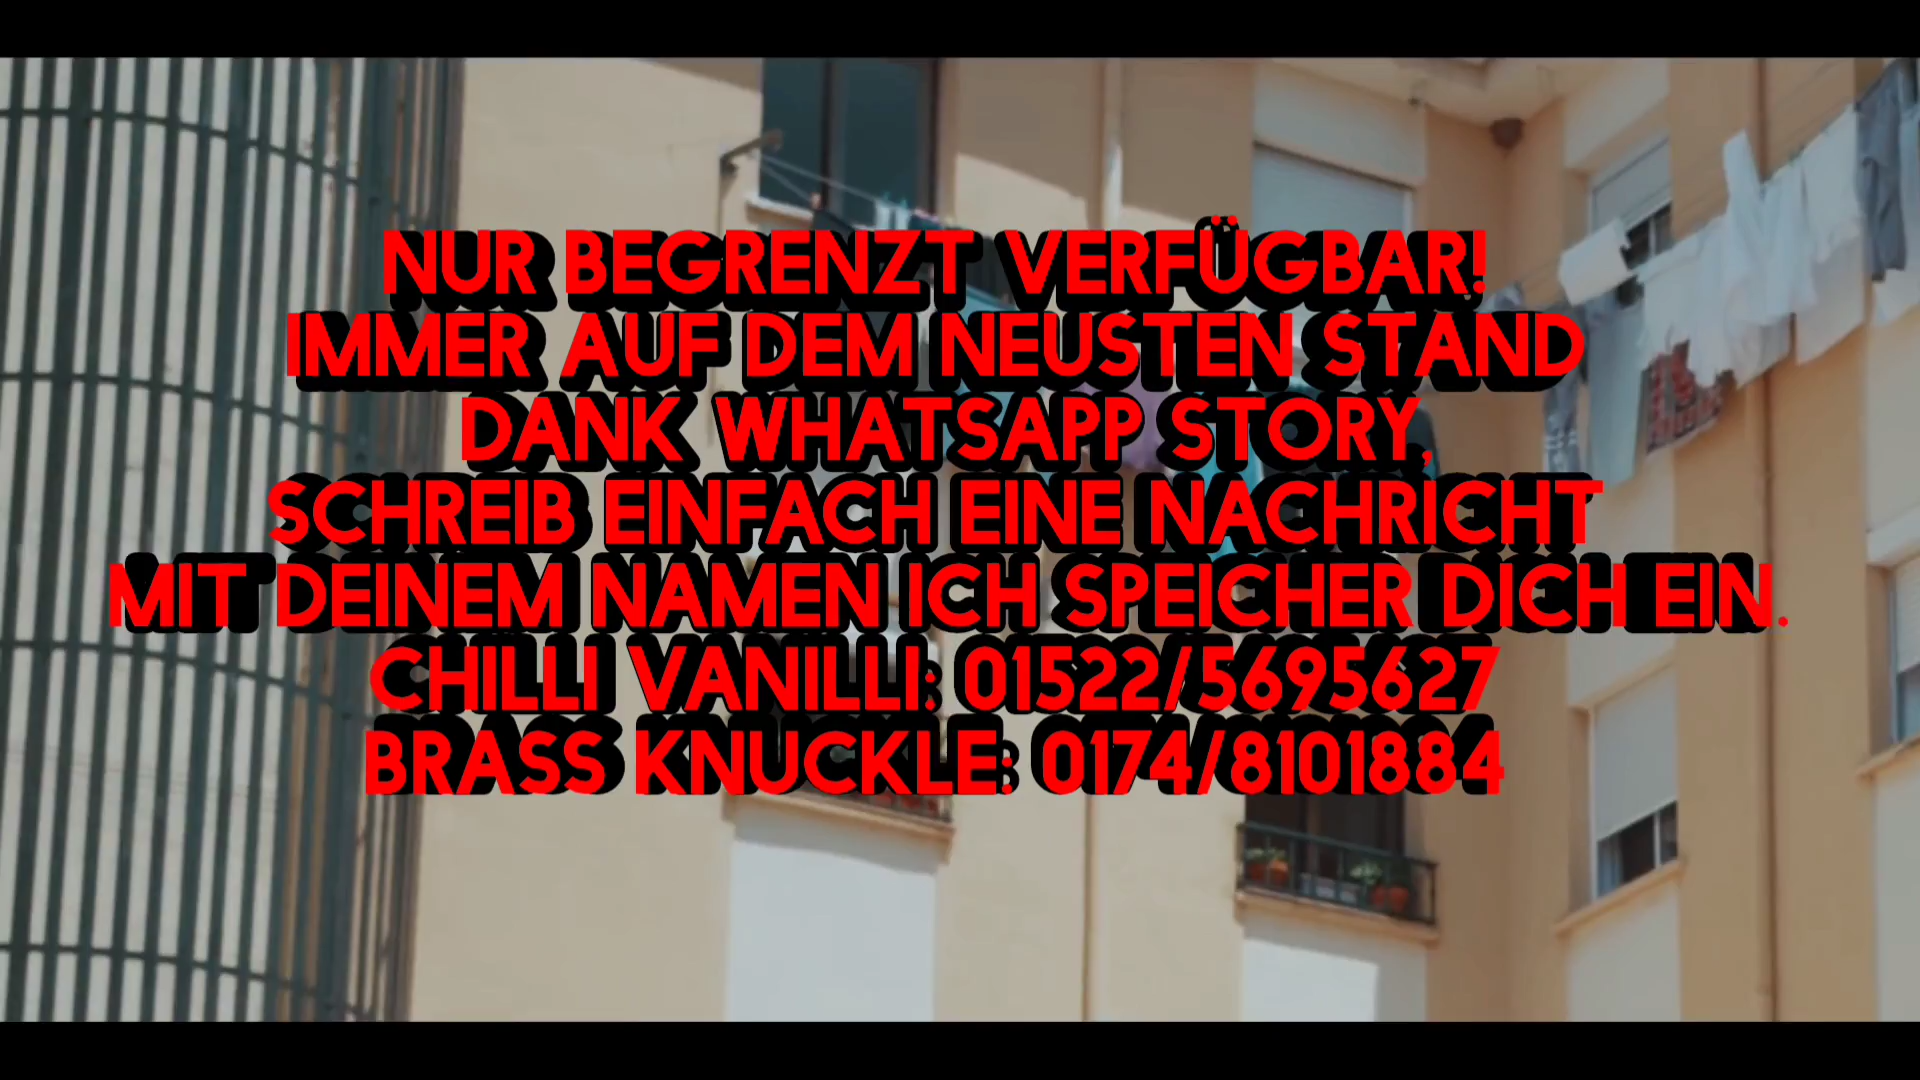 NUR BEGRENZT VERFÜGBAR!
IMMER AUF DEM NEUSTEN STAND
DANK WHATSAPP STORY,
SCHREIB EINFACH EINE NACHRICHT
MIT DEINEM NAMEN ICH SPEICHER DICH EIN.
CHILLI VANILLI: 01522/5695627
BRASS KNUCKLE: 0174/8101884